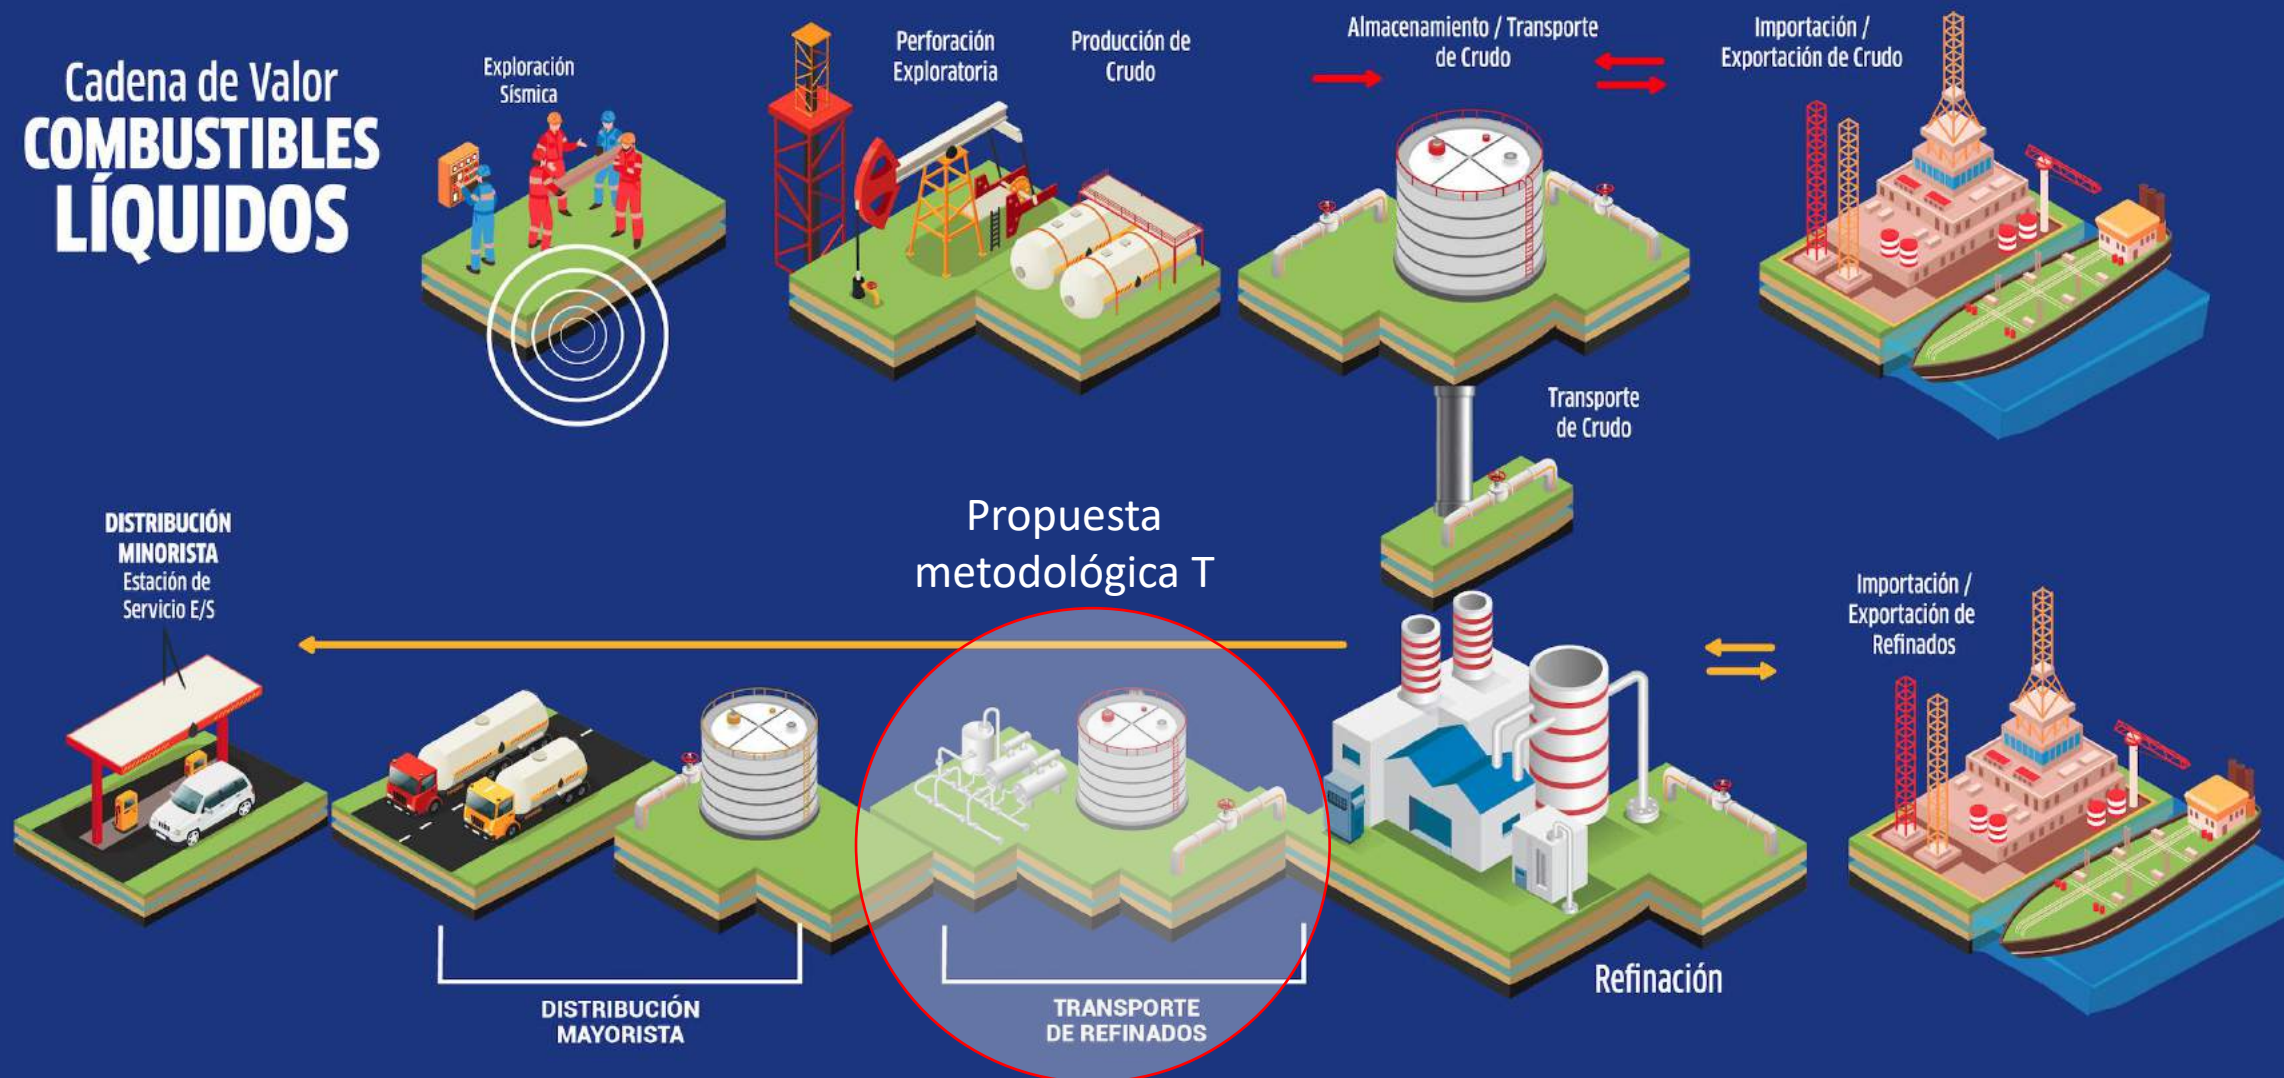 Cadena de Valor
COMBUSTIBLES
LÍQUIDOS
Exploración
Sísmica
Perforación
Exploratoria
Producción de
Crudo
Almacenamiento / Transporte
de Crudo
Importación /
Exportación de Crudo
Transporte
de Crudo
DISTRIBUCIÓN
MINORISTA
Estación de
Servicio E/S
Propuesta
metodológica T
Importación /
Exportación de
Refinados
Refinación
DISTRIBUCIÓN
MAYORISTA
TRANSPORTE
DE REFINADOS